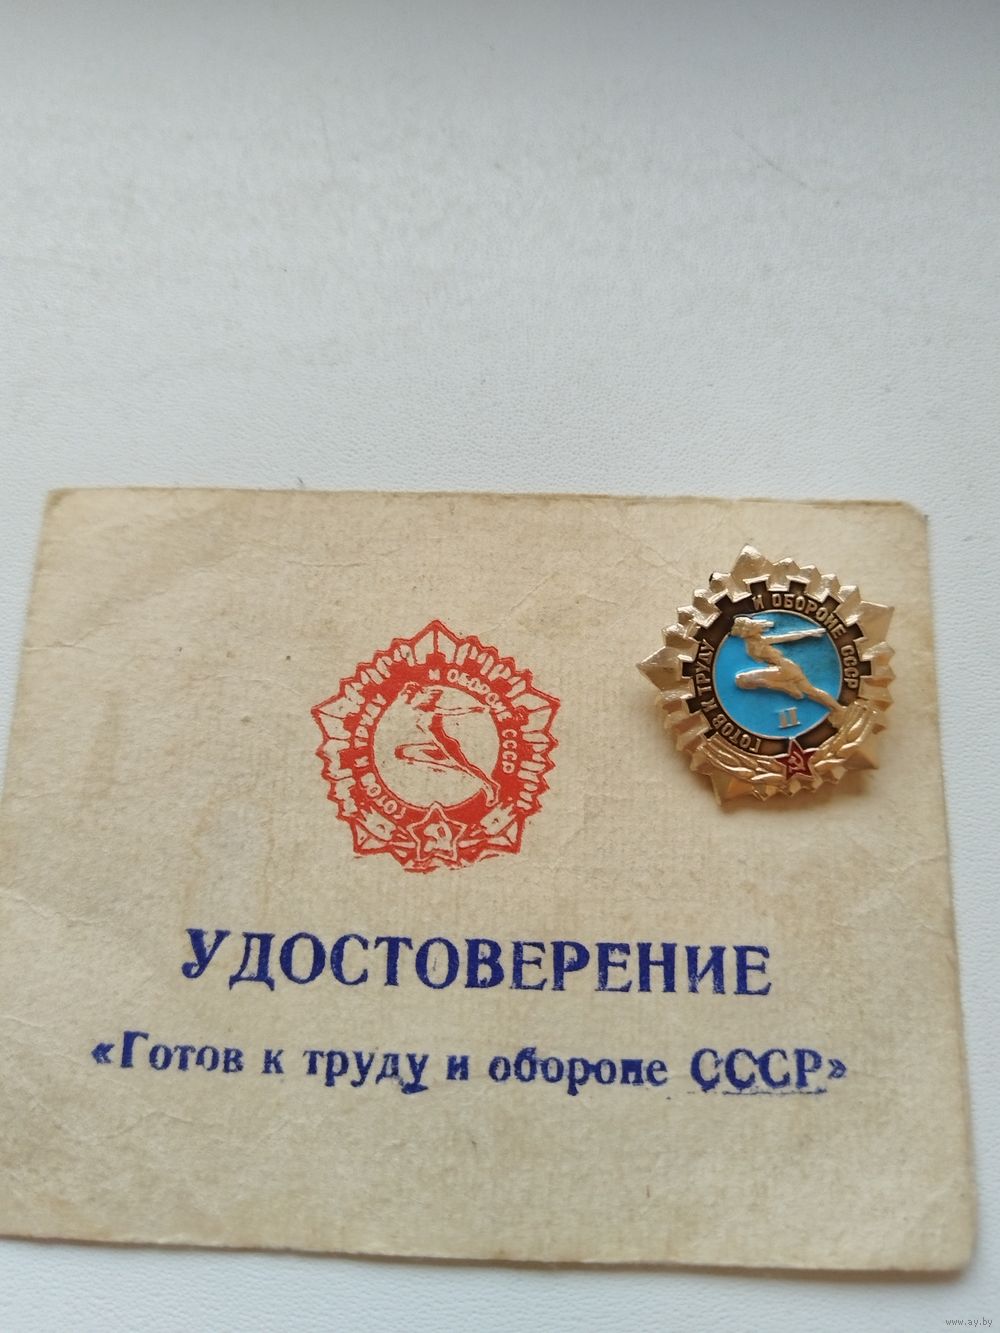 ГОТОВ К ТРУДУ И ОБОРОНЕ СССР
ГОТОВ К ТРУДУ И ОБОРОНЕ СССР
II
УДОСТОВЕРЕНИЕ
«Готов к труду и обороне СССР»
www.ay.by